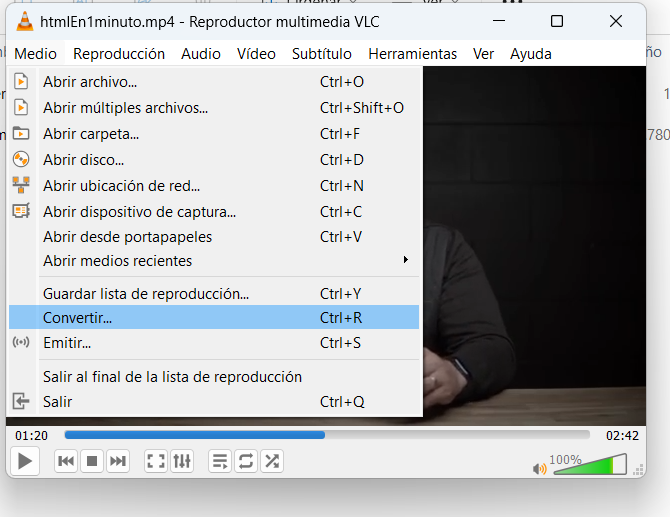 htmlEn1minuto.mp4 - Reproductor multimedia VLC
Medio Reproducción Audio Vídeo Subtítulo Herramientas Ver Ayuda
Abrir archivo... Ctrl+O
Abrir múltiples archivos... Ctrl+Shift+O
Abrir carpeta... Ctrl+F
Abrir disco... Ctrl+D
Abrir ubicación de red... Ctrl+N
Abrir dispositivo de captura... Ctrl+C
Abrir desde portapapeles Ctrl+V
Abrir medios recientes
Guardar lista de reproducción... Ctrl+Y
Convertir... Ctrl+R
Emitir... Ctrl+S
Salir al final de la lista de reproducción
Salir Ctrl+Q
01:20 02:42
100%